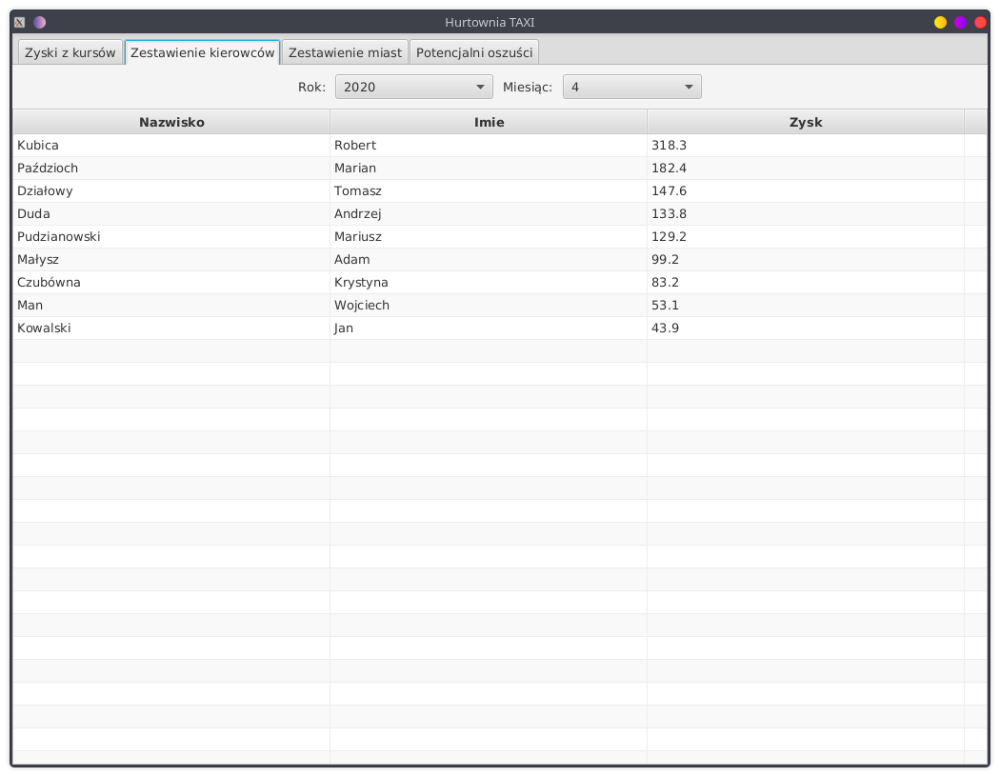 Hurtownia TAXI
Zyski z kursów Zestawienie kierowców Zestawienie miast Potencjalni oszuści
Rok: 2020 Miesiąc: 4
Nazwisko Imie Zysk
Kubica Robert 318.3
Paździoch Marian 182.4
Działowy Tomasz 147.6
Duda Andrzej 133.8
Pudzianowski Mariusz 129.2
Małysz Adam 99.2
Czubówna Krystyna 83.2
Man Wojciech 53.1
Kowalski Jan 43.9